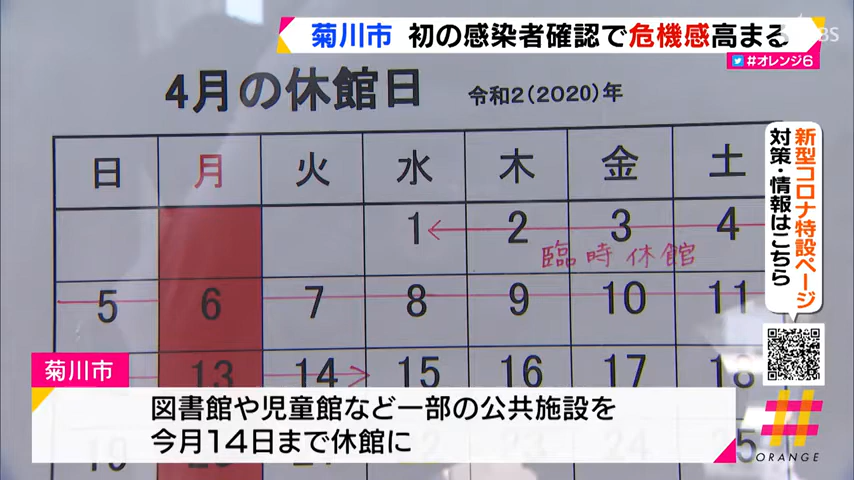 菊川市 初の感染者確認で危機感高まる
#オレンジ6
4月の休館日 令和2(2020)年
日 月 火 水 木 金 土
1 2 3 4
臨時休館
5 6 7 8 9 10 11
13 14 15 16 17 18
19 25
新型コロナ特設ページ
対策・情報はこちら
菊川市
図書館や児童館など一部の公共施設を
今月14日まで休館に
ORANGE